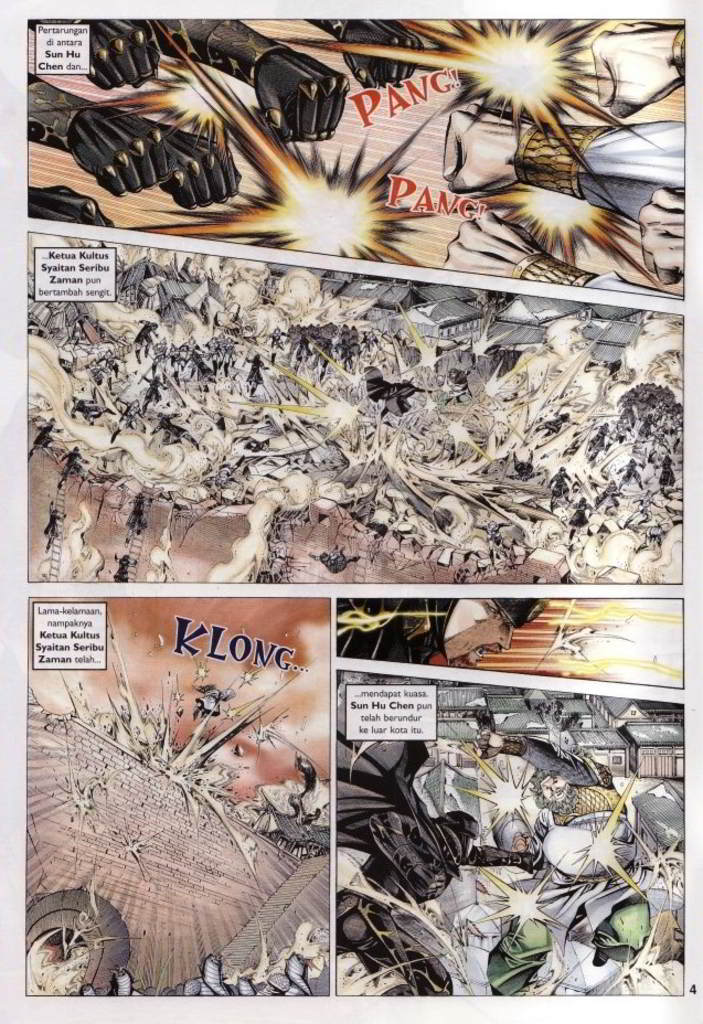 Pertarungan
di antara
Sun Hu
Chen dan...
PANG!
PANG!
...Ketua Kultus
Syaitan Seribu
Zaman pun
bertambah sengit.
Lama-kelamaan,
nampaknya
Ketua Kultus
Syaitan Seribu
Zaman telah...
KLONG...
...mendapat kuasa.
Sun Hu Chen pun
telah berundur
ke luar kota itu.
4